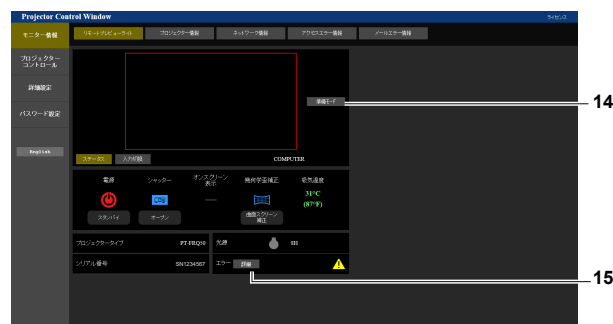 Projector Control Window
ライセンス
モニター情報
リモートプレビューライト
プロジェクター情報
ネットワーク情報
アクセスエラー情報
メールエラー情報
プロジェクター
コントロール
詳細設定
パスワード設定
English
準備モード
14
ステータス
入力切換
COMPUTER
電源
シャッター
オンスクリーン
表示
幾何学歪補正
吸気温度
31°C
(87°F)
スタンバイ
オープン
曲面スクリーン
補正
プロジェクタータイプ
PT-FRQ50
光源
シリアル番号
SN1234567
エラー
詳細
15